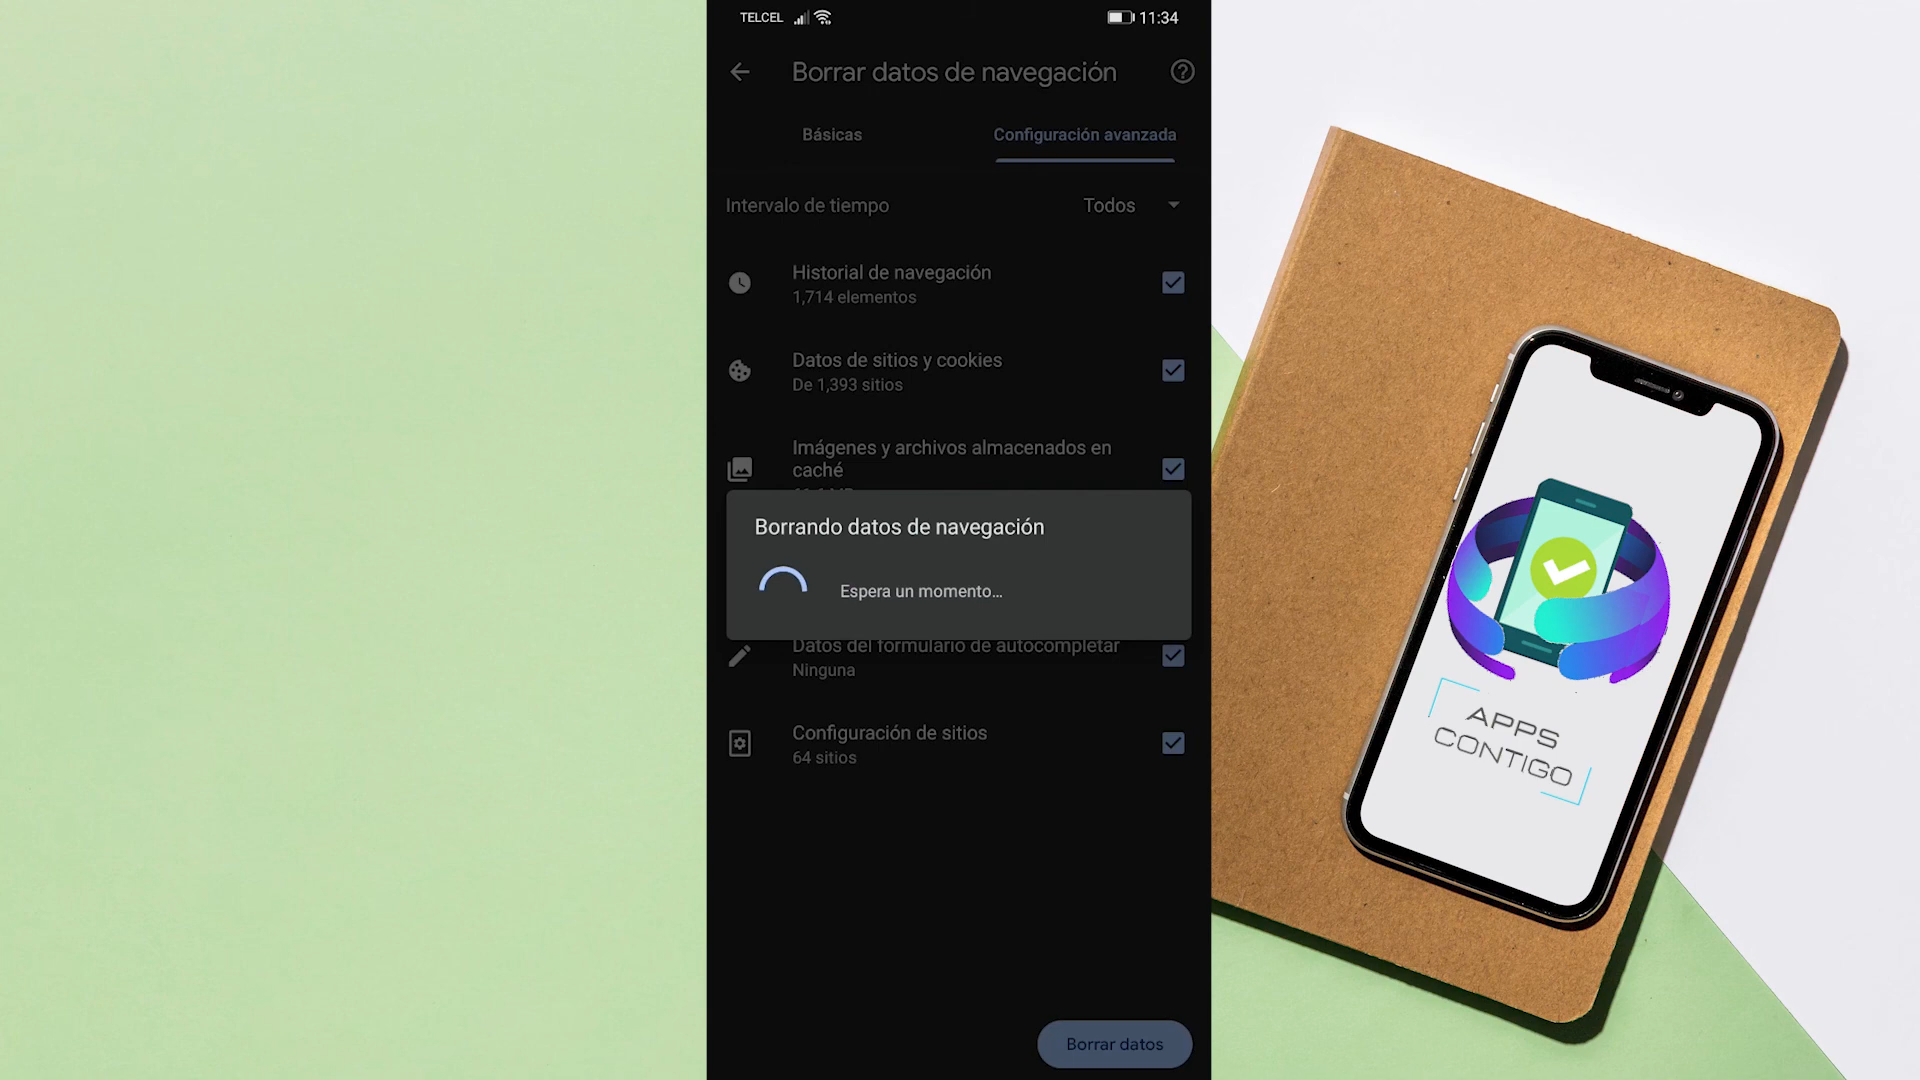 TELCEL
11:34
Borrar datos de navegación
Básicas
Configuración avanzada
Intervalo de tiempo
Todos
Historial de navegación
1,714 elementos
Datos de sitios y cookies
De 1,393 sitios
Imágenes y archivos almacenados en
caché
Borrando datos de navegación
Espera un momento...
Datos del formulario de autocompletar
Ninguna
Configuración de sitios
64 sitios
Borrar datos
APPS
CONTIGO